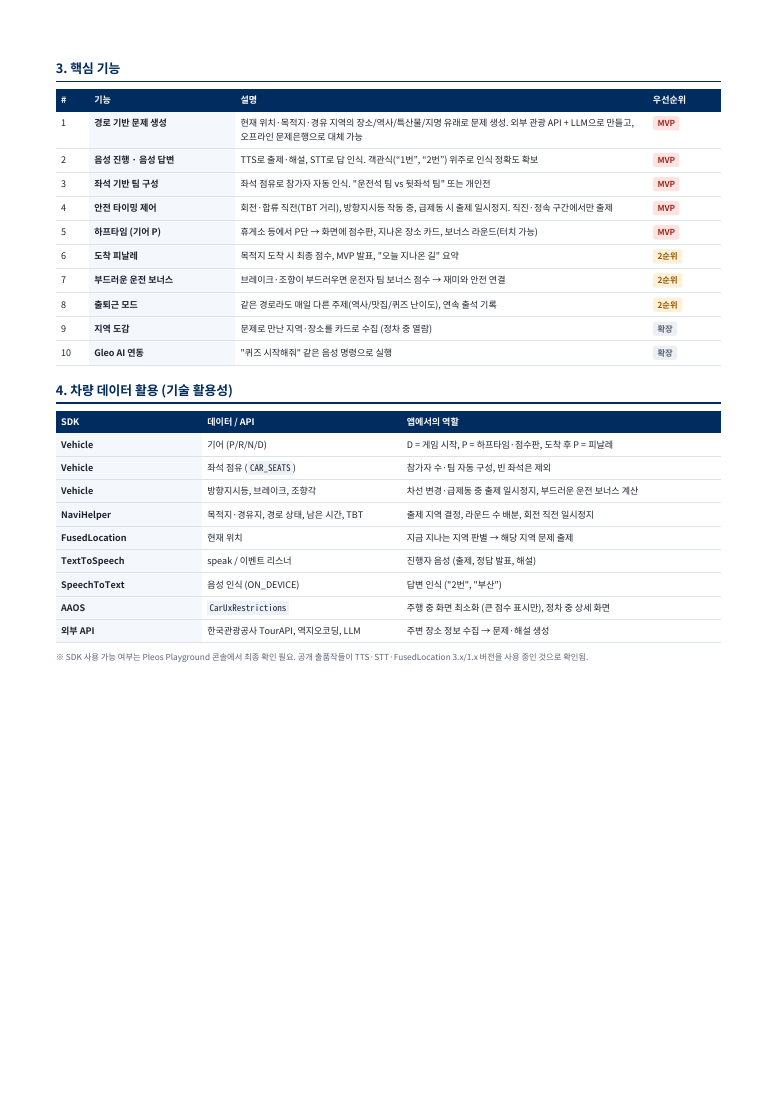 3. 핵심 기능
# 기능 설명 우선순위
1 경로 기반 문제 생성 현재 위치·목적지·경유 지역의 장소/역사/특산물/지명 유래로 문제 생성. 외부 관광 API + LLM으로 만들고, MVP
오프라인 문제은행으로 대체 가능
2 음성 진행 · 음성 답변 TTS로 출제·해설, STT로 답 인식. 객관식(“1번”, “2번”) 위주로 인식 정확도 확보 MVP
3 좌석 기반 팀 구성 좌석 점유로 참가자 자동 인식. "운전석 팀 vs 뒷좌석 팀" 또는 개인전 MVP
4 안전 타이밍 제어 회전·합류 직전(TBT 거리), 방향지시등 작동 중, 급제동 시 출제 일시정지. 직진·정속 구간에서만 출제 MVP
5 하프타임 (기어 P) 휴게소 등에서 P단 → 화면에 점수판, 지나온 장소 카드, 보너스 라운드(터치 가능) MVP
6 도착 피날레 목적지 도착 시 최종 점수, MVP 발표, "오늘 지나온 길" 요약 2순위
7 부드러운 운전 보너스 브레이크·조향이 부드러우면 운전자 팀 보너스 점수 → 재미와 안전 연결 2순위
8 출퇴근 모드 같은 경로라도 매일 다른 주제(역사/맛집/퀴즈 난이도), 연속 출석 기록 2순위
9 지역 도감 문제로 만난 지역·장소를 카드로 수집 (정차 중 열람) 확장
10 Gleo AI 연동 "퀴즈 시작해줘" 같은 음성 명령으로 실행 확장
4. 차량 데이터 활용 (기술 활용성)
SDK 데이터 / API 앱에서의 역할
Vehicle 기어 (P/R/N/D) D = 게임 시작, P = 하프타임·점수판, 도착 후 P = 피날레
Vehicle 좌석 점유 ( CAR_SEATS ) 참가자 수·팀 자동 구성, 빈 좌석은 제외
Vehicle 방향지시등, 브레이크, 조향각 차선 변경·급제동 중 출제 일시정지, 부드러운 운전 보너스 계산
NaviHelper 목적지·경유지, 경로 상태, 남은 시간, TBT 출제 지역 결정, 라운드 수 배분, 회전 직전 일시정지
FusedLocation 현재 위치 지금 지나는 지역 판별 → 해당 지역 문제 출제
TextToSpeech speak / 이벤트 리스너 진행자 음성 (출제, 정답 발표, 해설)
SpeechToText 음성 인식 (ON_DEVICE) 답변 인식 ("2번", "부산")
AAOS CarUxRestrictions 주행 중 화면 최소화 (큰 점수 표시만), 정차 중 상세 화면
외부 API 한국관광공사 TourAPI, 역지오코딩, LLM 주변 장소 정보 수집 → 문제·해설 생성
※ SDK 사용 가능 여부는 Pleos Playground 콘솔에서 최종 확인 필요. 공개 출품작들이 TTS·STT·FusedLocation 3.x/1.x 버전을 사용 중인 것으로 확인됨.